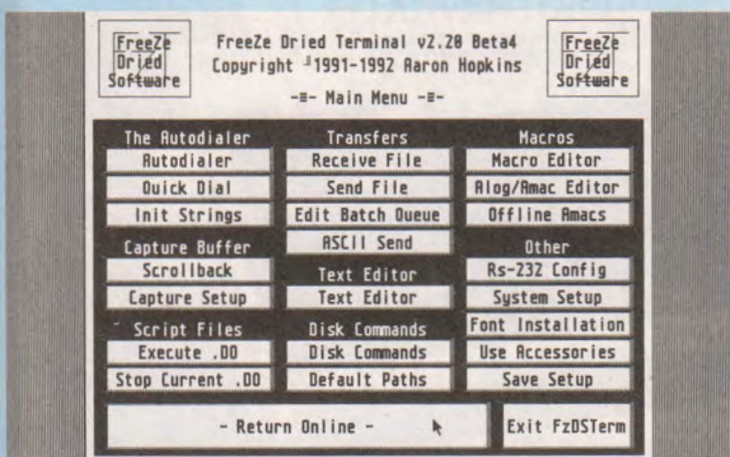 FreeZe
Dried
Software
FreeZe Dried Terminal v2.20 Beta4
Copyright ┘1991-1992 Aaron Hopkins
-≡- Main Menu -≡-
FreeZe
Dried
Software
The Autodialer
Autodialer
Quick Dial
Init Strings
Capture Buffer
Scrollback
Capture Setup
Script Files
Execute .DO
Stop Current .DO
Transfers
Receive File
Send File
Edit Batch Queue
ASCII Send
Text Editor
Text Editor
Disk Commands
Disk Commands
Default Paths
Macros
Macro Editor
Alog/Amac Editor
Offline Amacs
Other
Rs-232 Config
System Setup
Font Installation
Use Accessories
Save Setup
- Return Online -
Exit FzDSTerm